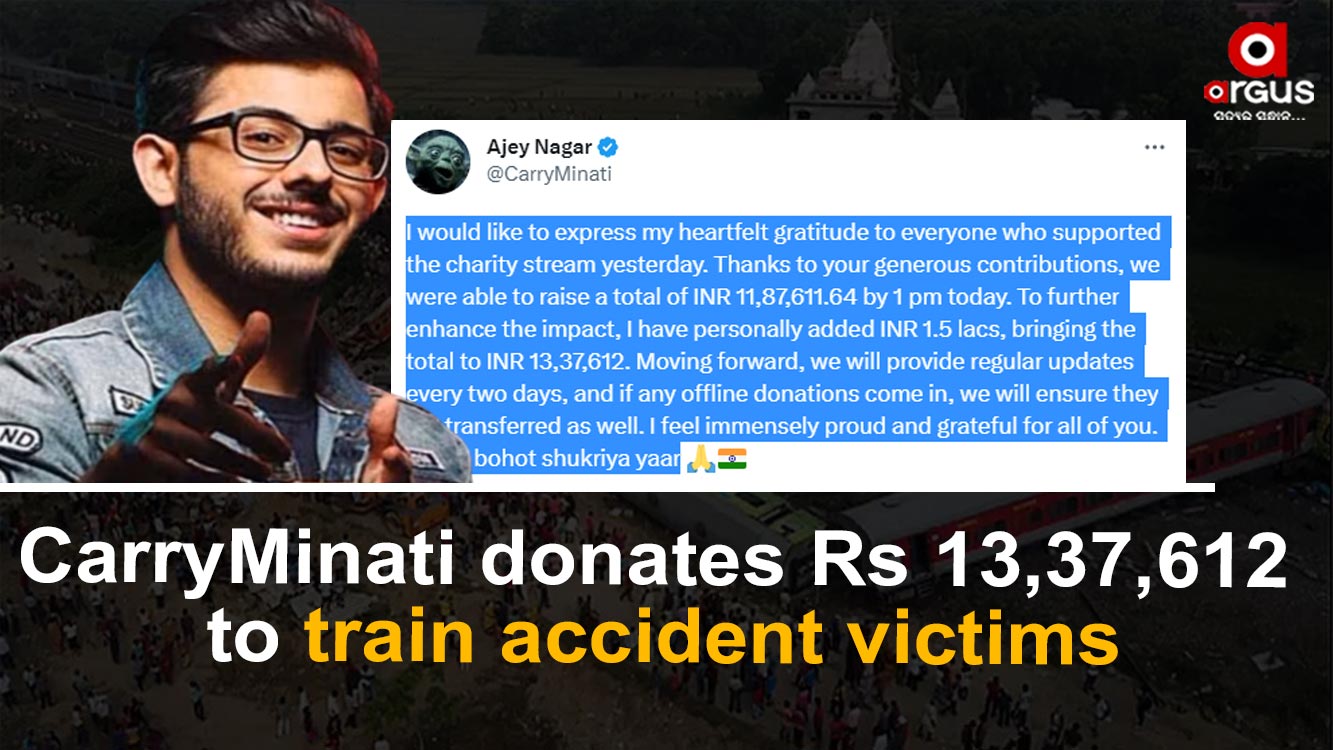 argus
ସତ୍ୟର ସନ୍ଧାନ...
Ajey Nagar
@CarryMinati
I would like to express my heartfelt gratitude to everyone who supported
the charity stream yesterday. Thanks to your generous contributions, we
were able to raise a total of INR 11,87,611.64 by 1 pm today. To further
enhance the impact, I have personally added INR 1.5 lacs, bringing the
total to INR 13,37,612. Moving forward, we will provide regular updates
every two days, and if any offline donations come in, we will ensure they
transferred as well. I feel immensely proud and grateful for all of you.
bohot shukriya yaar 🙏🇮🇳
CarryMinati donates Rs 13,37,612
to train accident victims